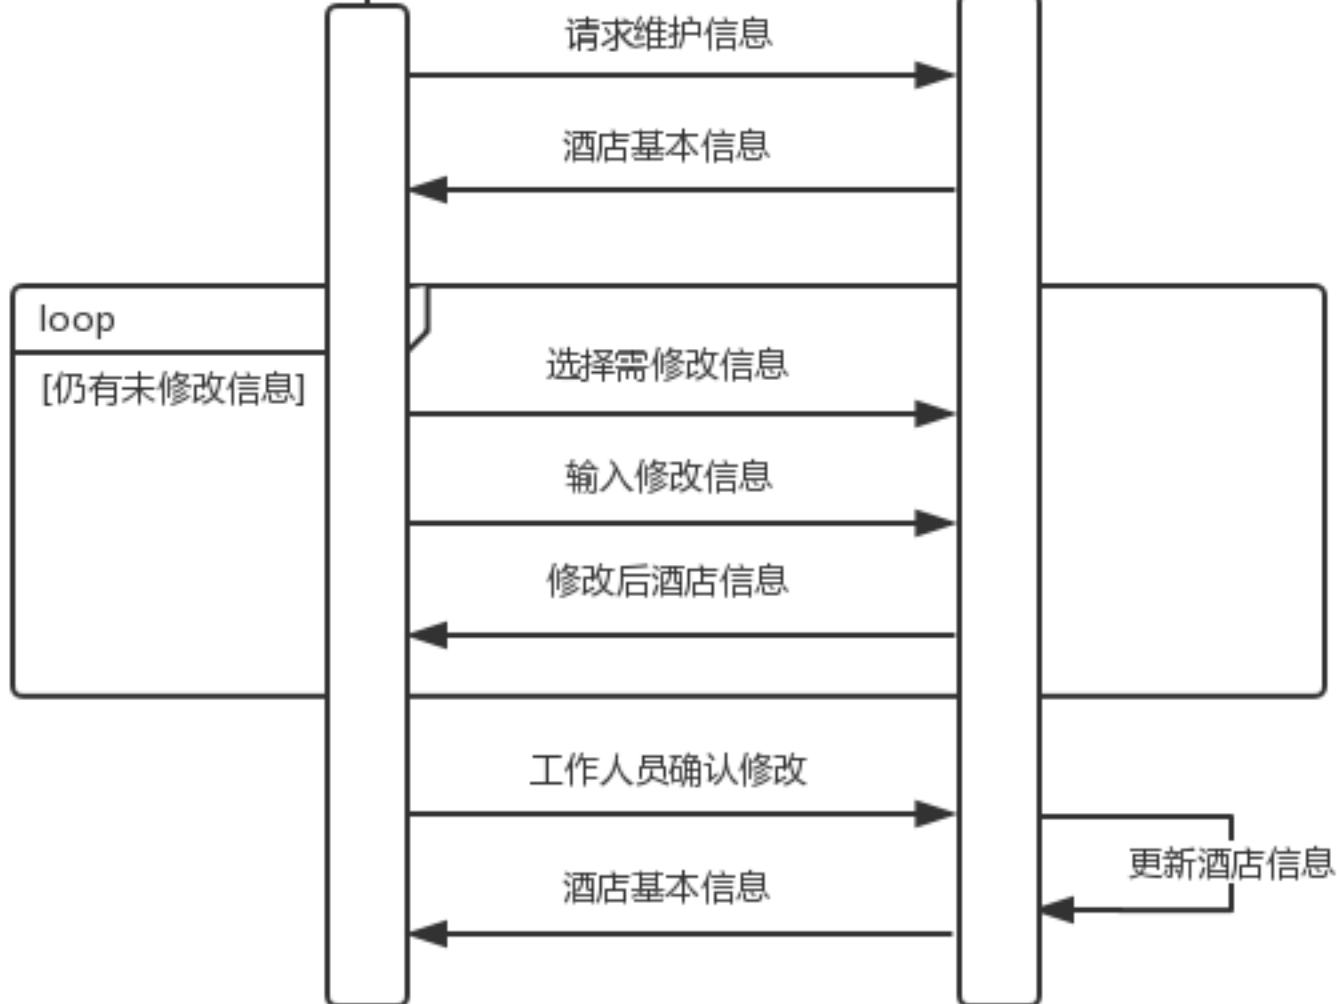 请求维护信息
酒店基本信息
loop
[仍有未修改信息]
选择需修改信息
输入修改信息
修改后酒店信息
工作人员确认修改
更新酒店信息
酒店基本信息